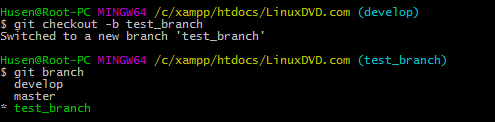 Husen@Root-PC MINGW64 /c/xampp/htdocs/LinuxDVD.com (develop)
$ git checkout -b test_branch
Switched to a new branch 'test_branch'
Husen@Root-PC MINGW64 /c/xampp/htdocs/LinuxDVD.com (test_branch)
$ git branch
  develop
  master
* test_branch